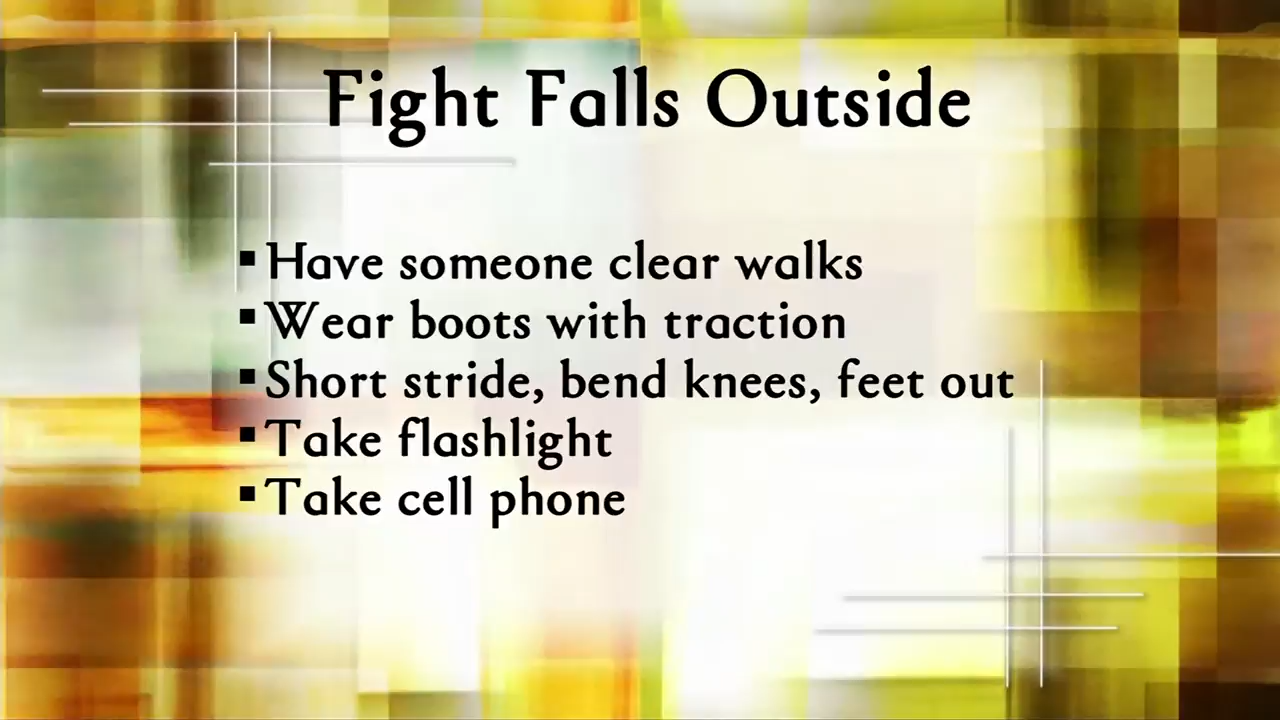 Fight Falls Outside
▪Have someone clear walks
▪Wear boots with traction
▪Short stride, bend knees, feet out
▪Take flashlight
▪Take cell phone